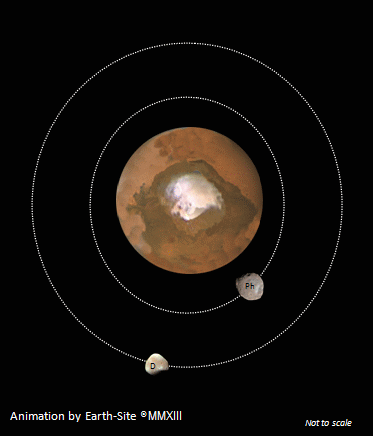 Ph
D
Animation by Earth-Site ®MMXIII
Not to scale